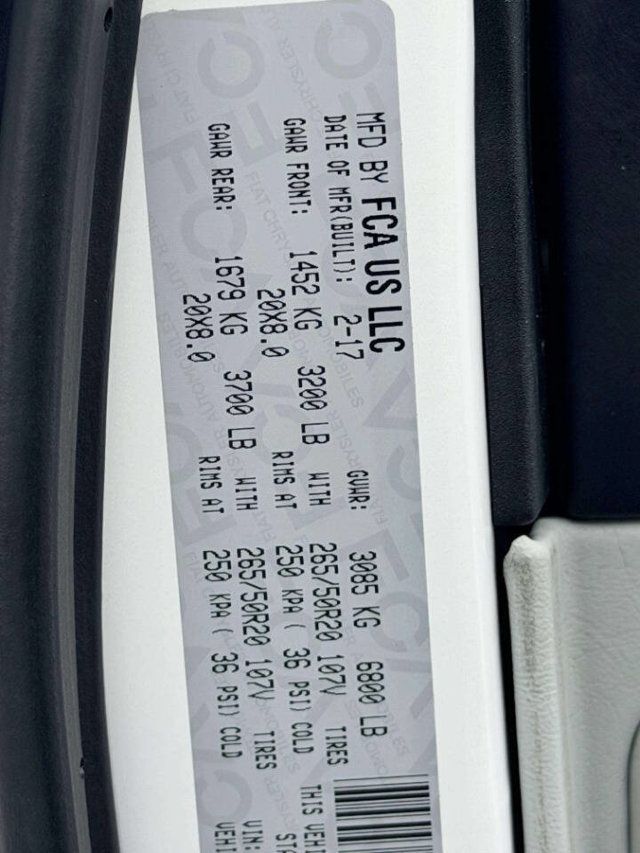 MFD BY FCA US LLC
DATE OF MFR(BUILT): 2-17 GVWR: 3085 KG 6800 LB
GAWR FRONT: 1452 KG 3200 LB WITH 265/50R20 107V TIRES
20X8.0 RIMS AT 250 KPA ( 36 PSI) COLD THIS VEHI
GAWR REAR: 1679 KG 3700 LB WITH 265/50R20 107V TIRES
20X8.0 RIMS AT 250 KPA ( 36 PSI) COLD
VIN:
VEHI